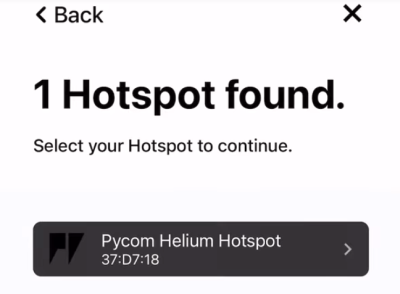 Back
1 Hotspot found.
Select your Hotspot to continue.
Pycom Helium Hotspot
37:D7:18